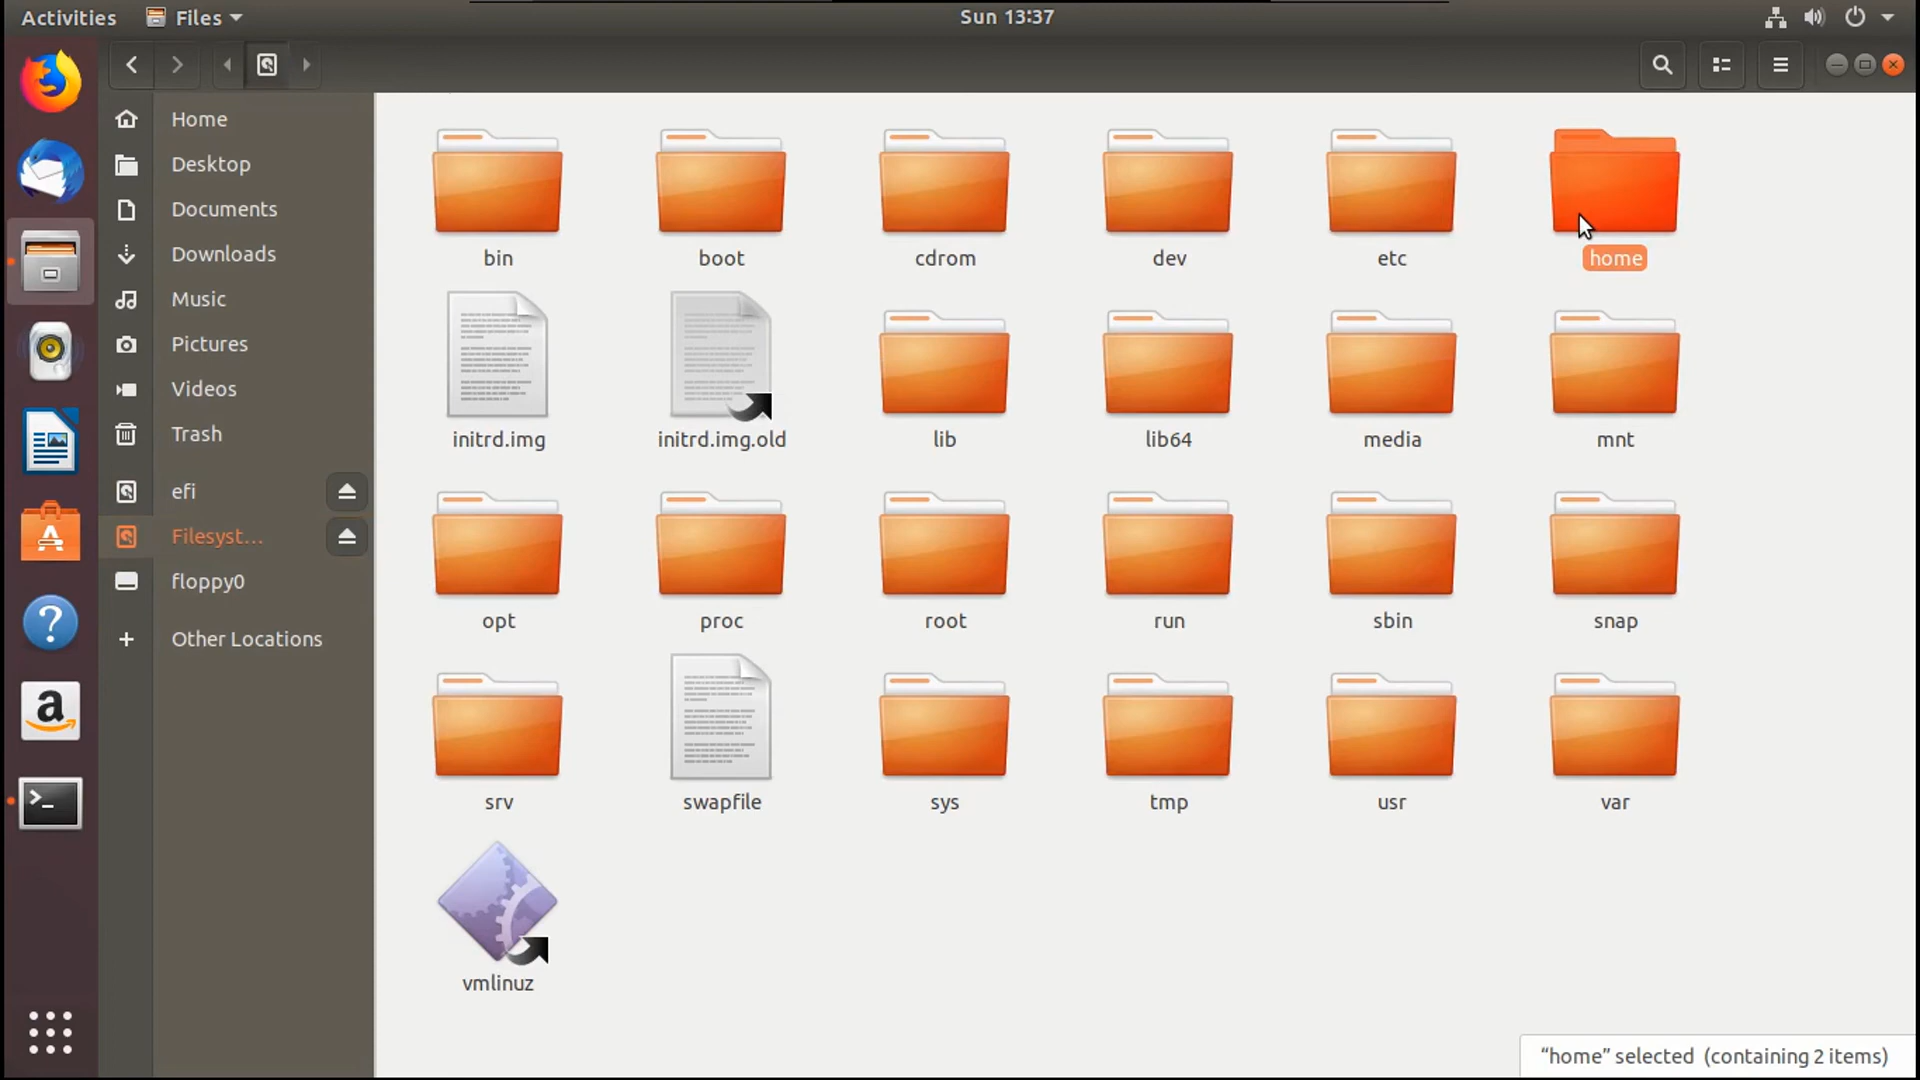 Activities Files Sun 13:37
Home
Desktop
Documents
Downloads
Music
Pictures
Videos
Trash
efi
Filesyst...
floppy0
Other Locations
bin boot cdrom dev etc home
initrd.img initrd.img.old lib lib64 media mnt
opt proc root run sbin snap
srv swapfile sys tmp usr var
vmlinuz
“home” selected (containing 2 items)